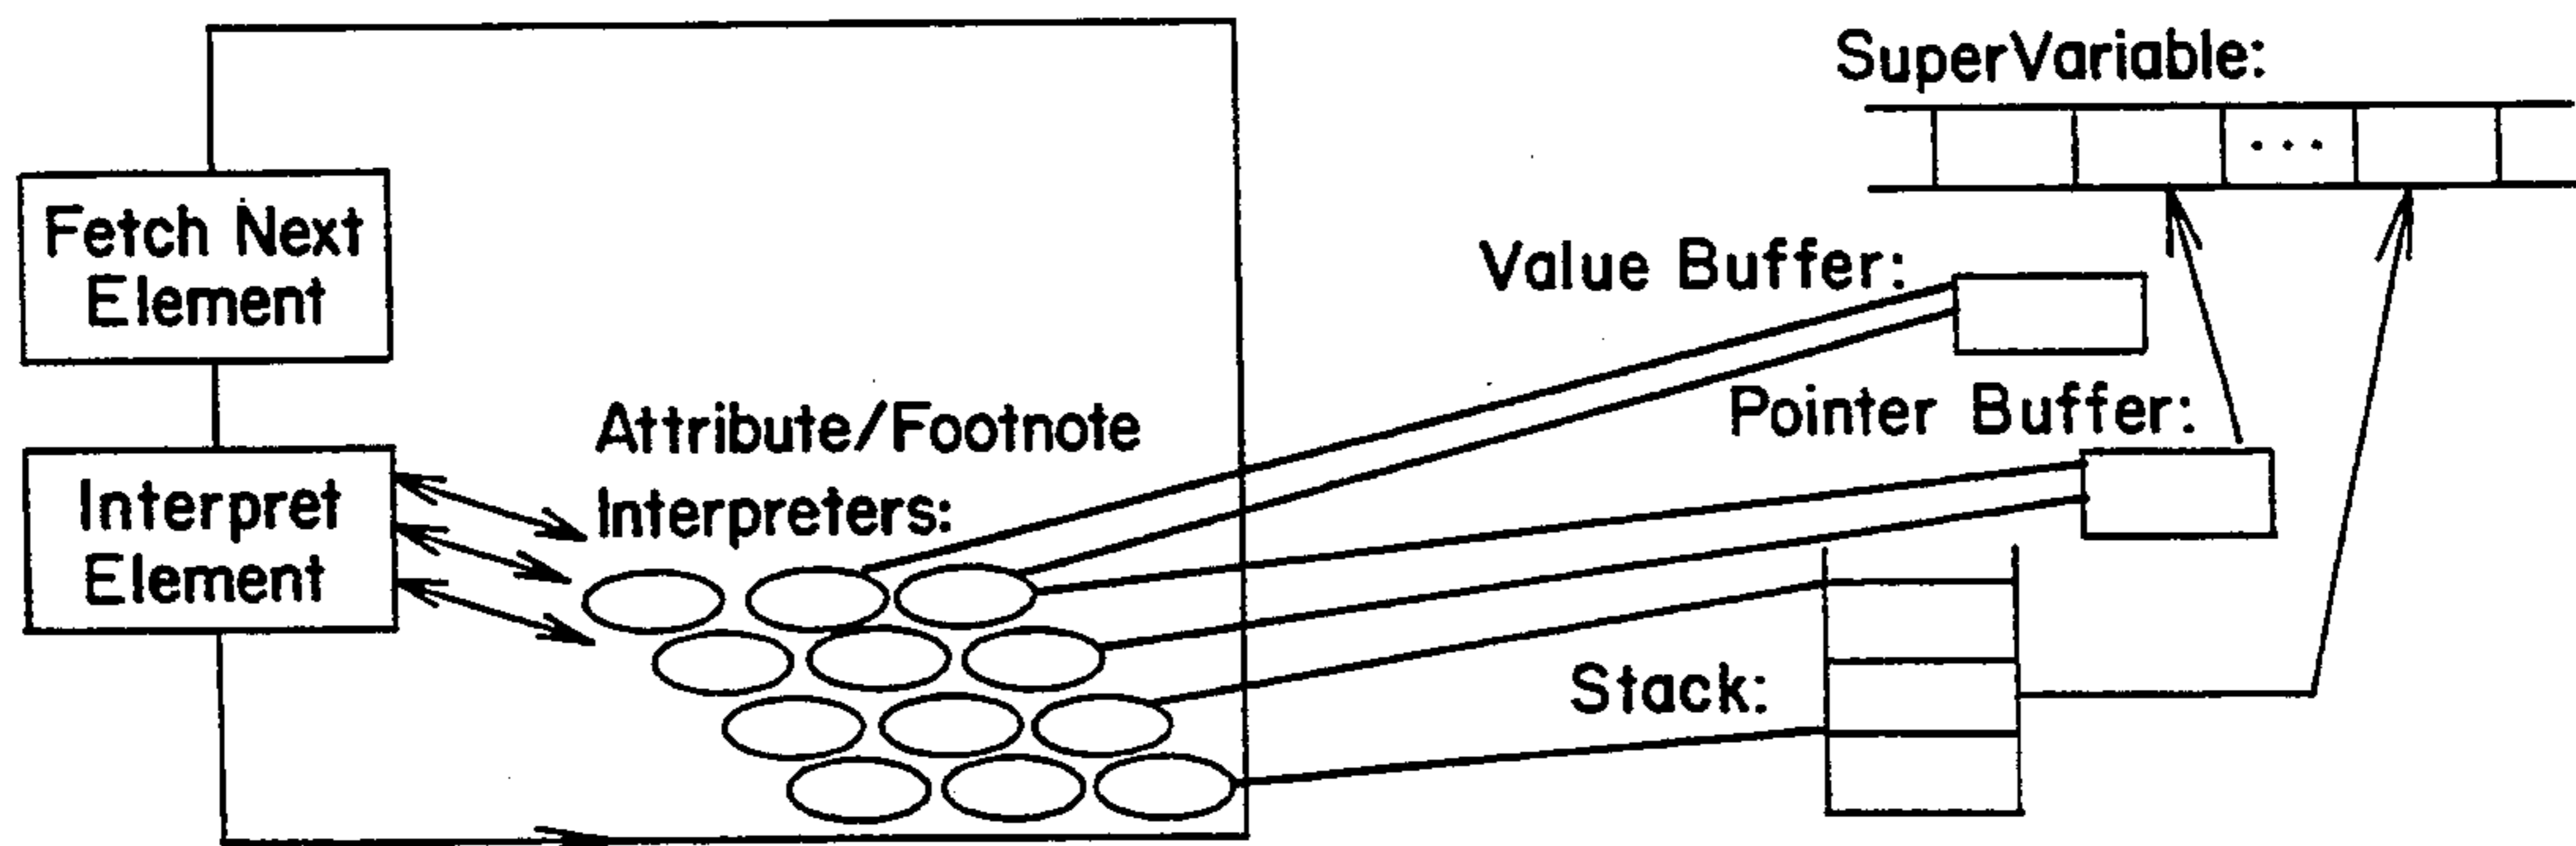 Fetch Next
Element
Interpret
Element
Attribute/Footnote
Interpreters:
SuperVariable:
...
Value Buffer:
Pointer Buffer:
Stack: